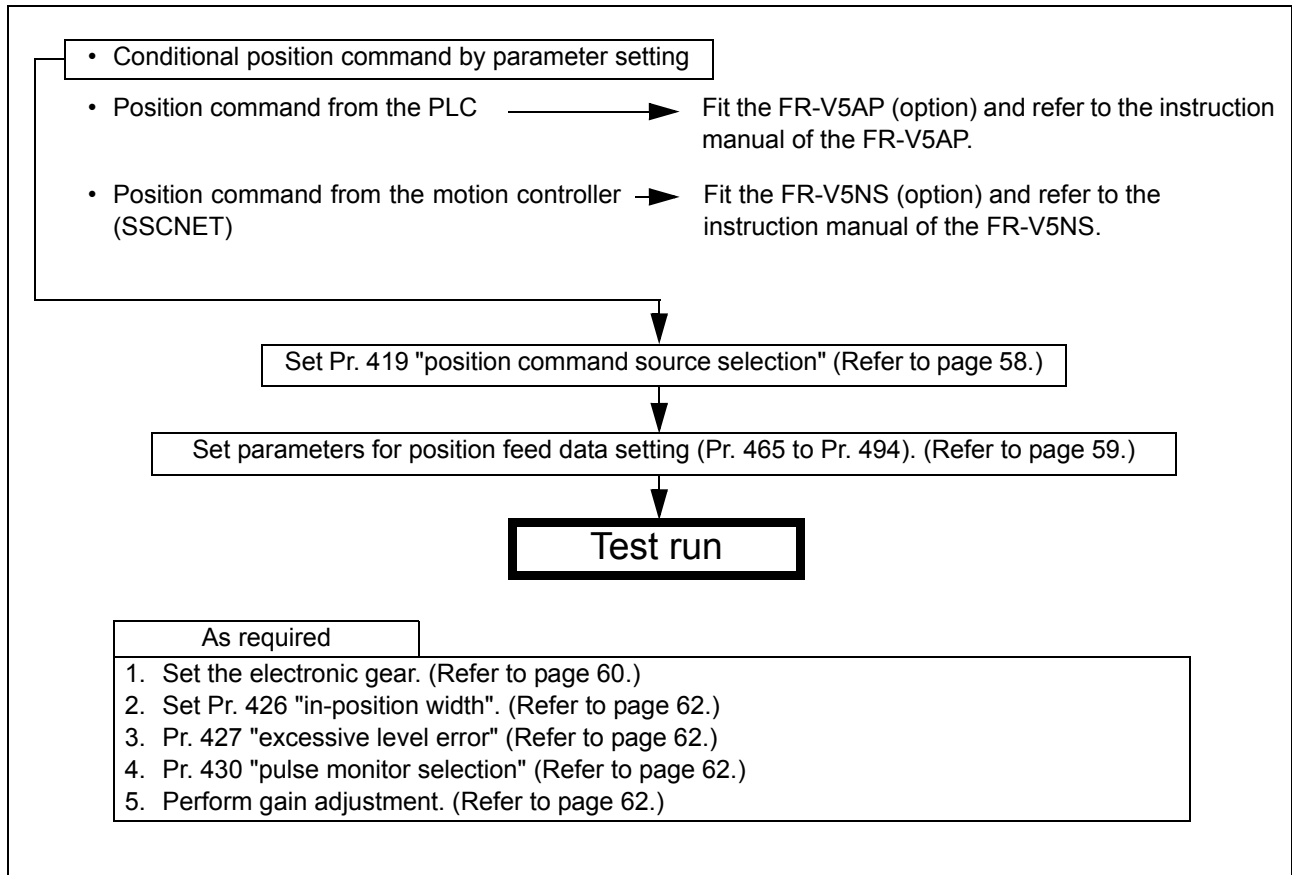 • Conditional position command by parameter setting
• Position command from the PLC
Fit the FR-V5AP (option) and refer to the instruction
manual of the FR-V5AP.
• Position command from the motion controller
(SSCNET)
Fit the FR-V5NS (option) and refer to the
instruction manual of the FR-V5NS.
Set Pr. 419 "position command source selection" (Refer to page 58.)
Set parameters for position feed data setting (Pr. 465 to Pr. 494). (Refer to page 59.)
Test run
As required
1. Set the electronic gear. (Refer to page 60.)
2. Set Pr. 426 "in-position width". (Refer to page 62.)
3. Pr. 427 "excessive level error" (Refer to page 62.)
4. Pr. 430 "pulse monitor selection" (Refer to page 62.)
5. Perform gain adjustment. (Refer to page 62.)